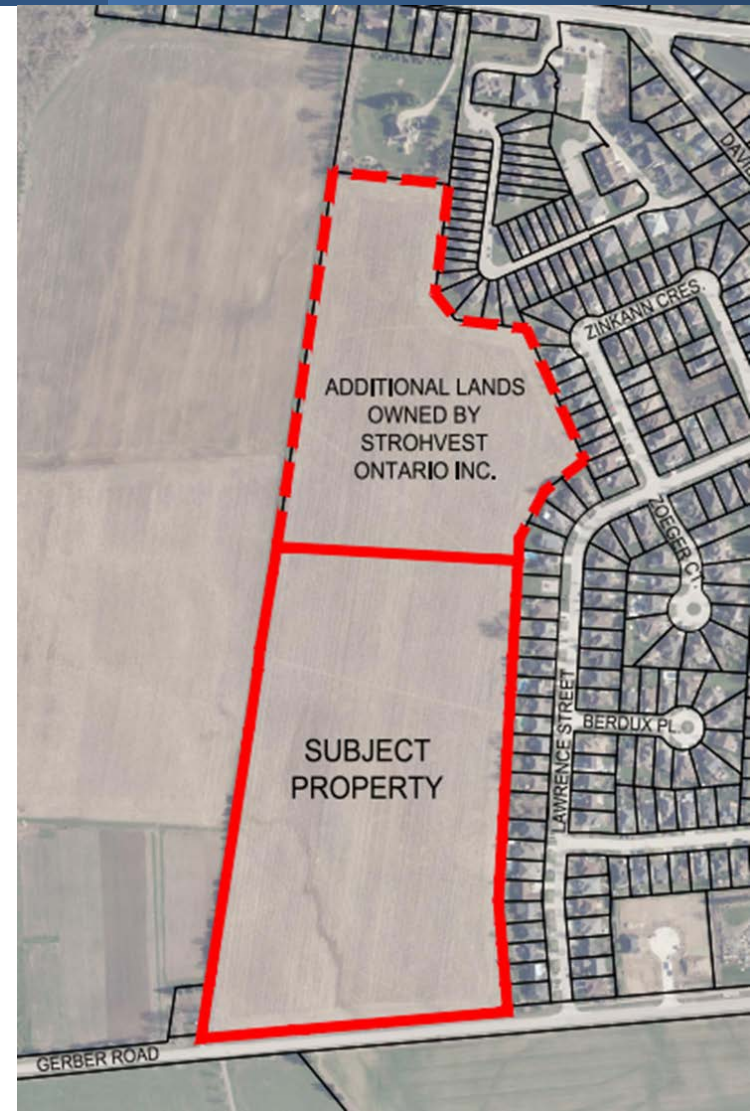 DAVI
ZINKANN CRES.
ADDITIONAL LANDS
OWNED BY
STROHVEST
ONTARIO INC.
ZOEGER CT.
LAWRENCE STREET
BERDUX PL.
SUBJECT
PROPERTY
GERBER ROAD